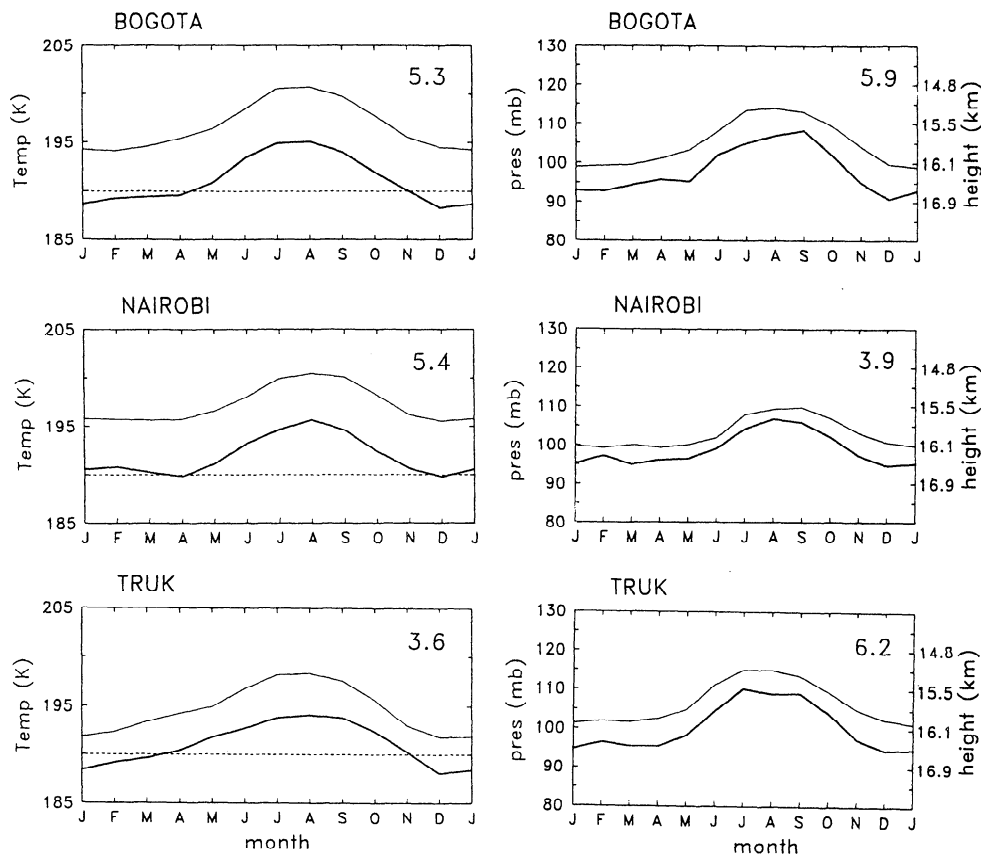 BOGOTA
205
195
185
Temp (K)
5.3
J F M A M J J A S O N D J
BOGOTA
130
120
110
100
90
80
pres (mb)
5.9
14.8
15.5
16.1
16.9
height (km)
J F M A M J J A S O N D J
NAIROBI
205
195
185
Temp (K)
5.4
J F M A M J J A S O N D J
NAIROBI
130
120
110
100
90
80
pres (mb)
3.9
14.8
15.5
16.1
16.9
height (km)
J F M A M J J A S O N D J
TRUK
205
195
185
Temp (K)
3.6
J F M A M J J A S O N D J
month
TRUK
130
120
110
100
90
80
pres (mb)
6.2
14.8
15.5
16.1
16.9
height (km)
J F M A M J J A S O N D J
month